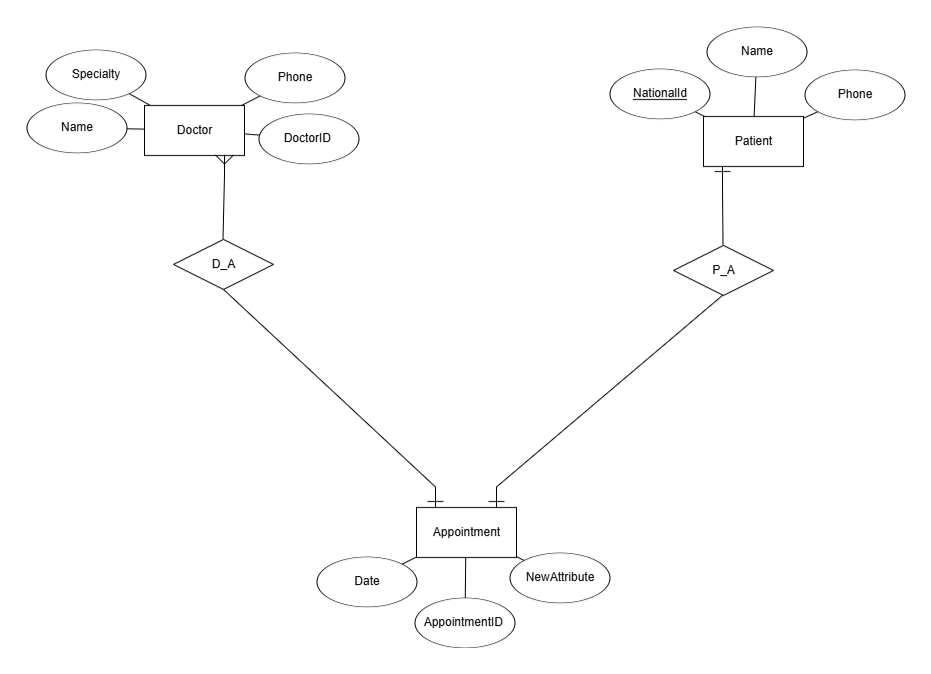 Name
Specialty
Phone
NationalId
Phone
Name
Doctor
DoctorID
Patient
D_A
P_A
Appointment
Date
NewAttribute
AppointmentID